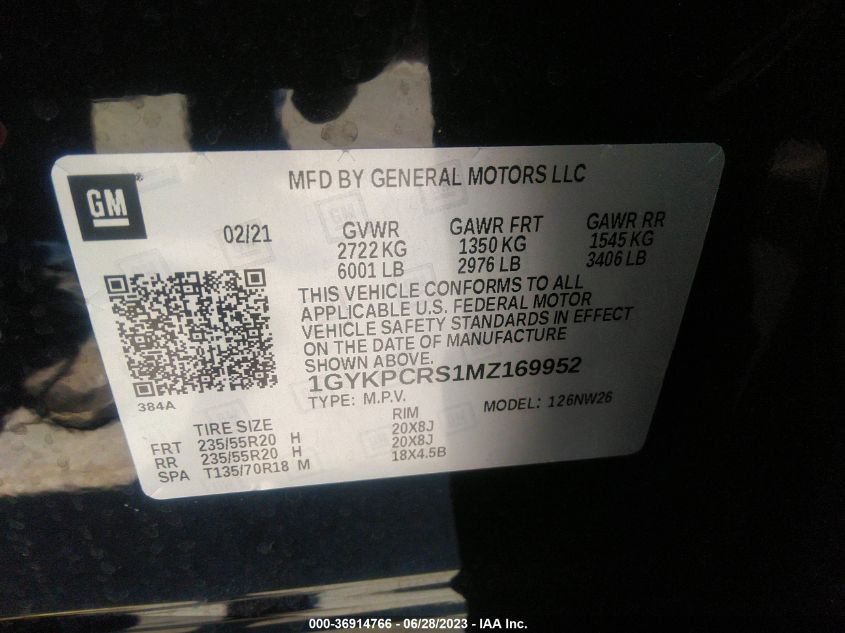 MFD BY GENERAL MOTORS LLC
GM
02/21
GVWR GAWR FRT GAWR RR
2722 KG 1350 KG 1545 KG
6001 LB 2976 LB 3406 LB
THIS VEHICLE CONFORMS TO ALL
APPLICABLE U.S. FEDERAL MOTOR
VEHICLE SAFETY STANDARDS IN EFFECT
ON THE DATE OF MANUFACTURE
SHOWN ABOVE.
1GYKPCRS1MZ169952
TYPE: M.P.V. MODEL: 126NW26
384A
TIRE SIZE RIM
FRT 235/55R20 H 20X8J
RR 235/55R20 H 20X8J
SPA T135/70R18 M 18X4.5B
000-36914766 - 06/28/2023 - IAA Inc.